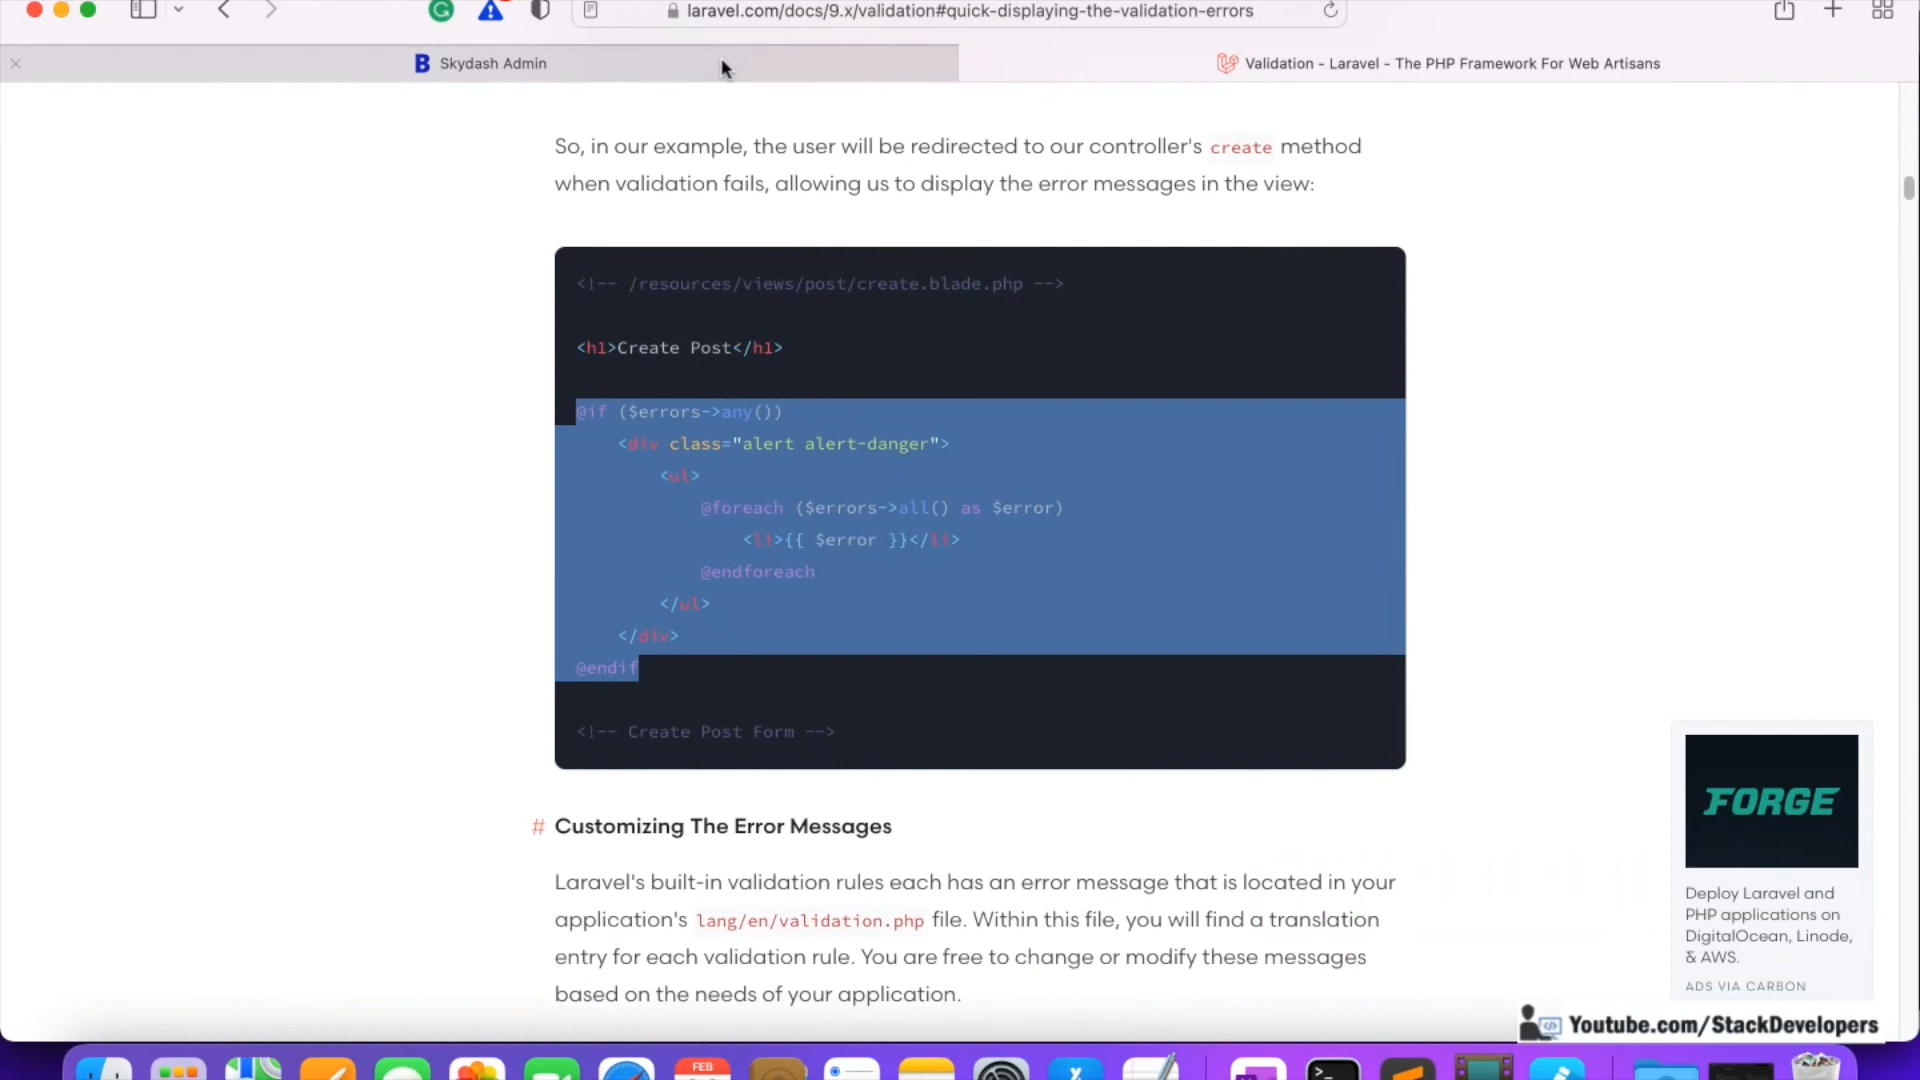 laravel.com/docs/9.x/validation#quick-displaying-the-validation-errors
Skydash Admin
Validation - Laravel - The PHP Framework For Web Artisans
So, in our example, the user will be redirected to our controller's create method
when validation fails, allowing us to display the error messages in the view:
<!-- /resources/views/post/create.blade.php -->
<h1>Create Post</h1>
@if ($errors->any())
<div class="alert alert-danger">
<ul>
@foreach ($errors->all() as $error)
<li>{{ $error }}</li>
@endforeach
</ul>
</div>
@endif
<!-- Create Post Form -->
# Customizing The Error Messages
Laravel's built-in validation rules each has an error message that is located in your
application's lang/en/validation.php file. Within this file, you will find a translation
entry for each validation rule. You are free to change or modify these messages
based on the needs of your application.
FORGE
Deploy Laravel and
PHP applications on
DigitalOcean, Linode,
& AWS.
ADS VIA CARBON
Youtube.com/StackDevelopers
FEB